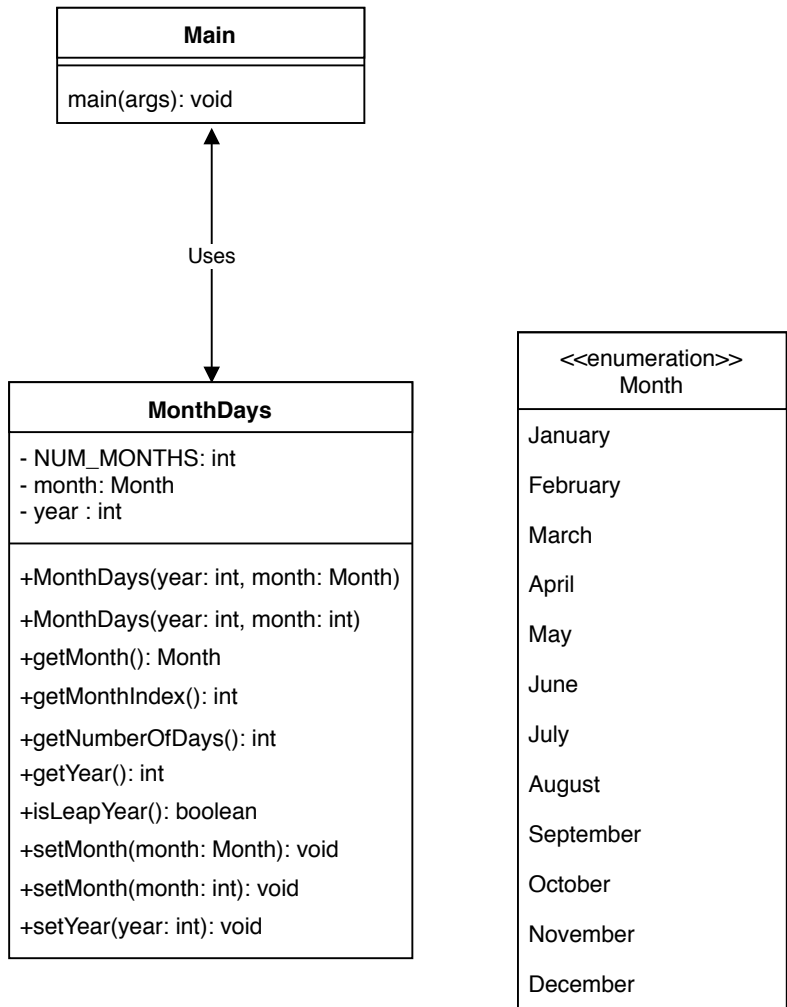 Main
main(args): void
Uses
MonthDays
- NUM_MONTHS: int
- month: Month
- year : int
+MonthDays(year: int, month: Month)
+MonthDays(year: int, month: int)
+getMonth(): Month
+getMonthIndex(): int
+getNumberOfDays(): int
+getYear(): int
+isLeapYear(): boolean
+setMonth(month: Month): void
+setMonth(month: int): void
+setYear(year: int): void
<<enumeration>>
Month
January
February
March
April
May
June
July
August
September
October
November
December